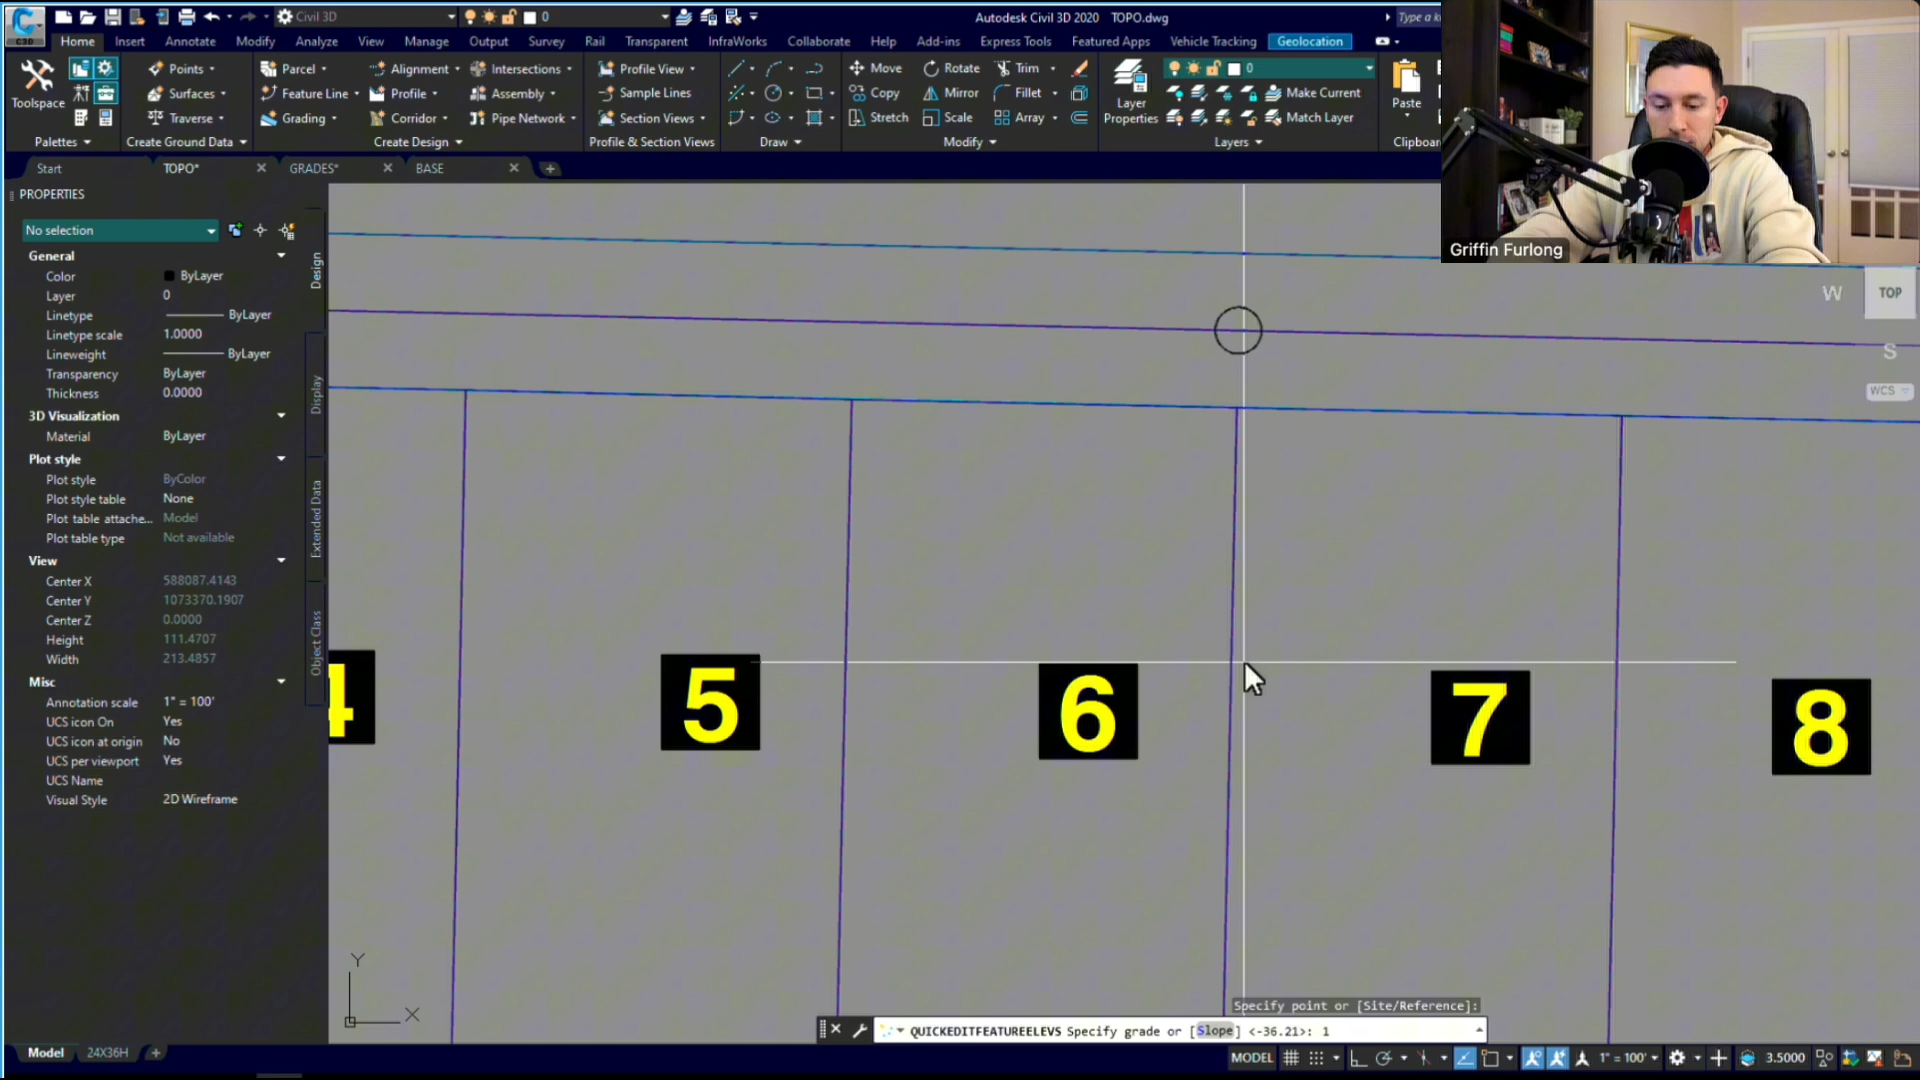 C3D
Civil 3D
0
Autodesk Civil 3D 2020 TOPO.dwg
Type a k
Home Insert Annotate Modify Analyze View Manage Output Survey Rail Transparent InfraWorks Collaborate Help Add-ins Express Tools Featured Apps Vehicle Tracking Geolocation
Points Parcel Alignment Intersections Profile View Move Rotate Trim 0
Toolspace Surfaces Feature Line Profile Assembly Sample Lines Copy Mirror Fillet Layer Properties Make Current Paste
Traverse Grading Corridor Pipe Network Section Views Stretch Scale Array Match Layer
Palettes Create Ground Data Create Design Profile & Section Views Draw Modify Layers Clipboar
Start TOPO* GRADES* BASE
PROPERTIES
No selection
General
Color ByLayer
Layer 0
Linetype ByLayer
Linetype scale 1.0000
Lineweight ByLayer
Transparency ByLayer
Thickness 0.0000
3D Visualization
Material ByLayer
Plot style
Plot style ByColor
Plot style table None
Plot table attache... Model
Plot table type Not available
View
Center X 588087.4143
Center Y 1073370.1907
Center Z 0.0000
Height 111.4707
Width 213.4857
Misc
Annotation scale 1" = 100'
UCS icon On Yes
UCS icon at origin No
UCS per viewport Yes
UCS Name
Visual Style 2D Wireframe
Design
Display
Extended Data
Object Class
Griffin Furlong
W TOP
S
WCS
4 5 6 7 8
Y
X
Specify point or [Site/Reference]:
QUICKEDITFEATUREELEVS Specify grade or [Slope] <-36.21>: 1
Model 24X36H
MODEL 1" = 100' 3.5000